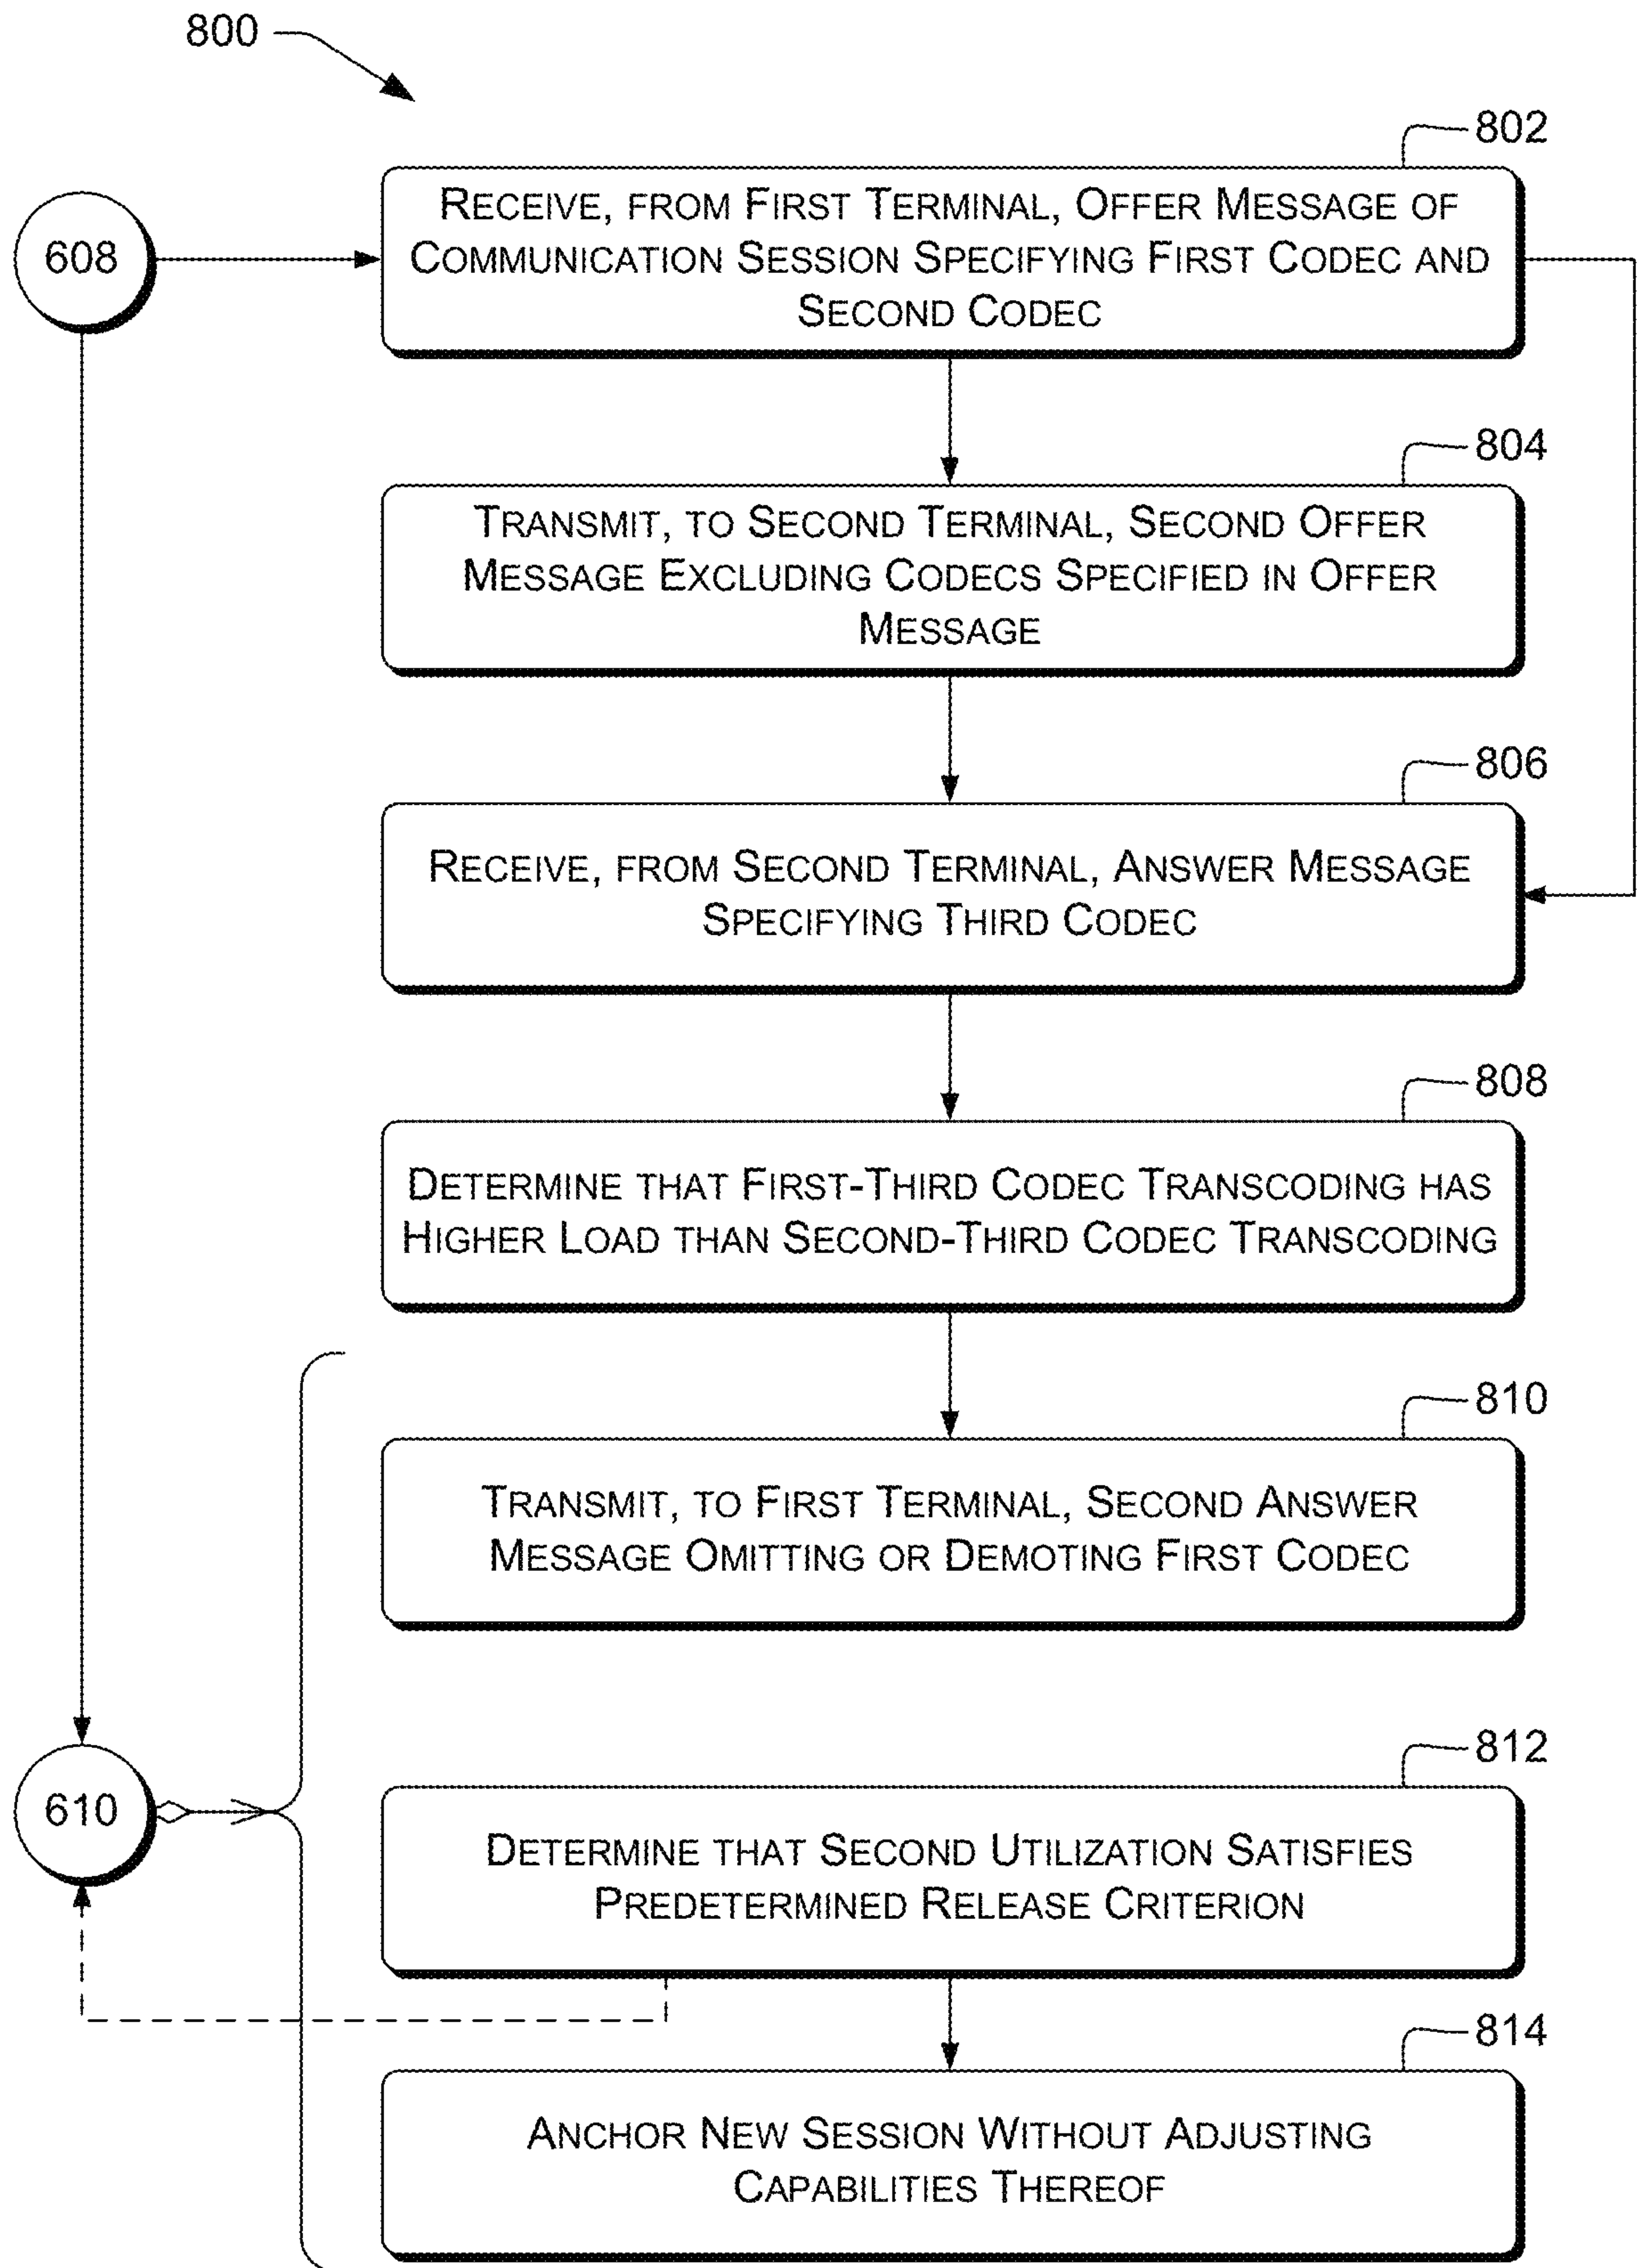 800
802
RECEIVE, FROM FIRST TERMINAL, OFFER MESSAGE OF
COMMUNICATION SESSION SPECIFYING FIRST CODEC AND
SECOND CODEC
608
804
TRANSMIT, TO SECOND TERMINAL, SECOND OFFER
MESSAGE EXCLUDING CODECS SPECIFIED IN OFFER
MESSAGE
806
RECEIVE, FROM SECOND TERMINAL, ANSWER MESSAGE
SPECIFYING THIRD CODEC
808
DETERMINE THAT FIRST-THIRD CODEC TRANSCODING HAS
HIGHER LOAD THAN SECOND-THIRD CODEC TRANSCODING
810
TRANSMIT, TO FIRST TERMINAL, SECOND ANSWER
MESSAGE OMITTING OR DEMOTING FIRST CODEC
812
610
DETERMINE THAT SECOND UTILIZATION SATISFIES
PREDETERMINED RELEASE CRITERION
814
ANCHOR NEW SESSION WITHOUT ADJUSTING
CAPABILITIES THEREOF